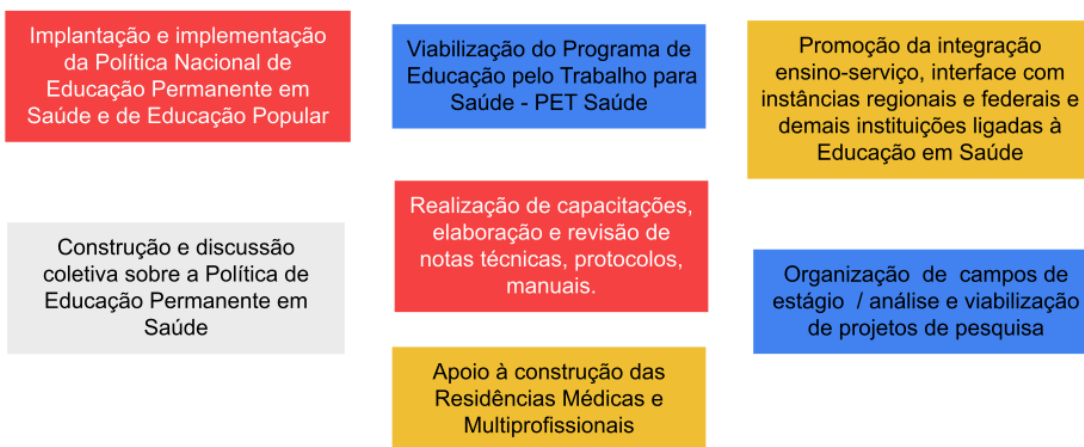 Implantação e implementação
da Política Nacional de
Educação Permanente em
Saúde e de Educação Popular
Viabilização do Programa de
Educação pelo Trabalho para
Saúde - PET Saúde
Promoção da integração
ensino-serviço, interface com
instâncias regionais e federais e
demais instituições ligadas à
Educação em Saúde
Construção e discussão
coletiva sobre a Política de
Educação Permanente em
Saúde
Realização de capacitações,
elaboração e revisão de
notas técnicas, protocolos,
manuais.
Organização de campos de
estágio / análise e viabilização
de projetos de pesquisa
Apoio à construção das
Residências Médicas e
Multiprofissionais